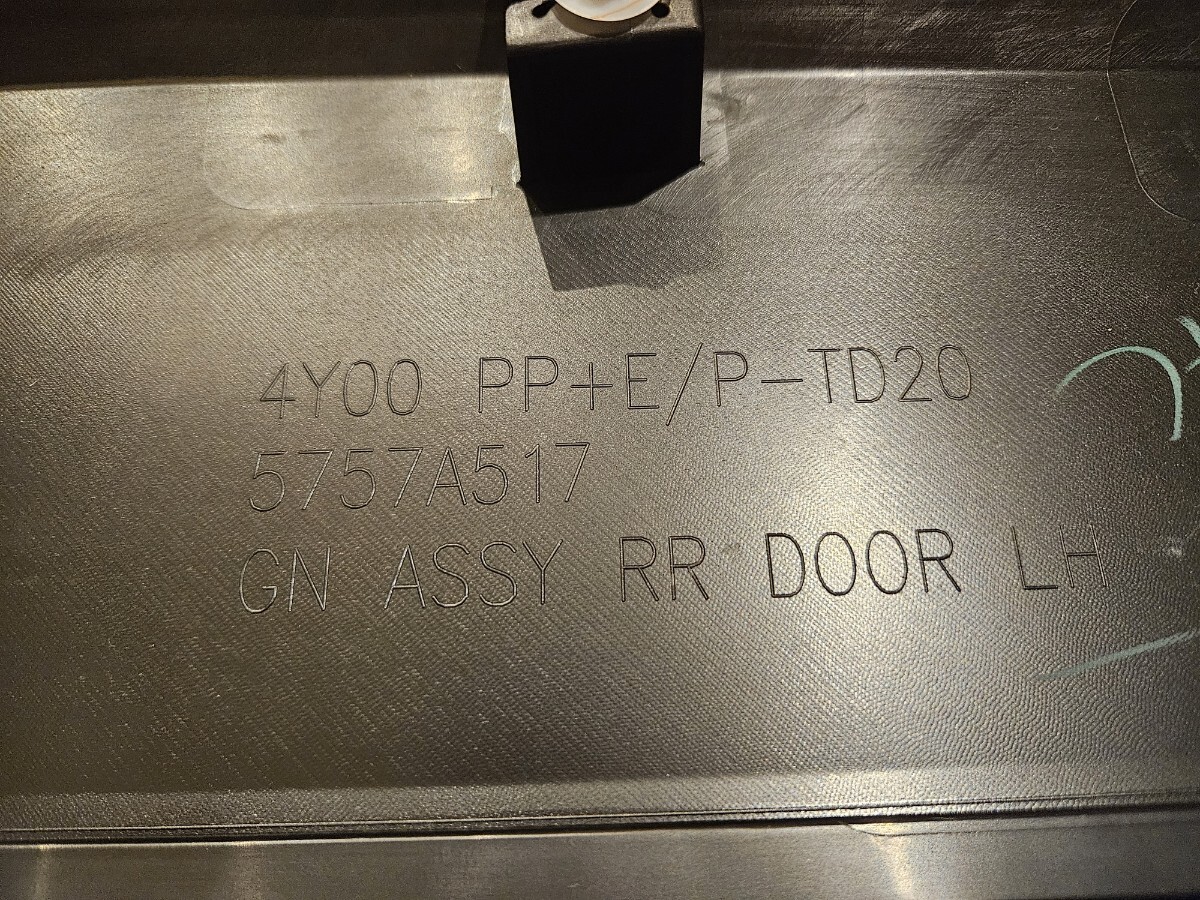 4Y00 PP+E/P-TD20
5757A517
GN ASSY RR DOOR LH